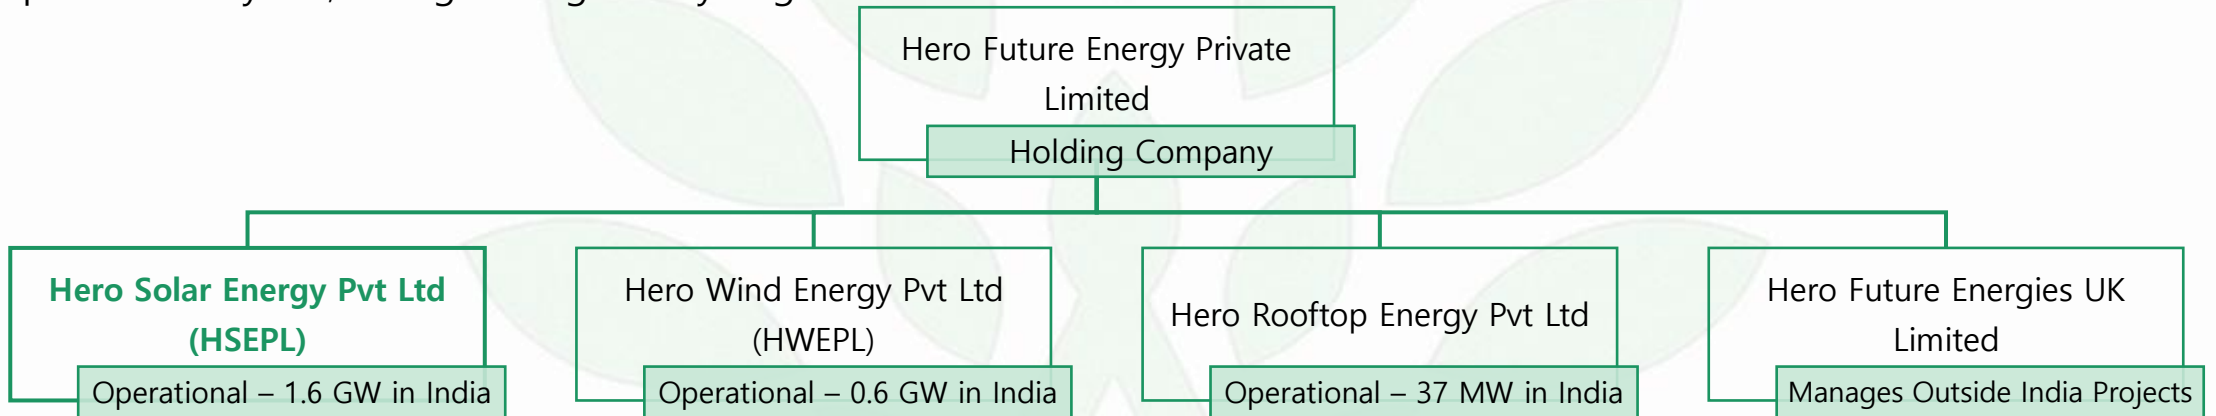 Hero Future Energy Private
Limited
Holding Company
Hero Solar Energy Pvt Ltd
(HSEPL)
Operational – 1.6 GW in India
Hero Wind Energy Pvt Ltd
(HWEPL)
Operational – 0.6 GW in India
Hero Rooftop Energy Pvt Ltd
Operational – 37 MW in India
Hero Future Energies UK
Limited
Manages Outside India Projects